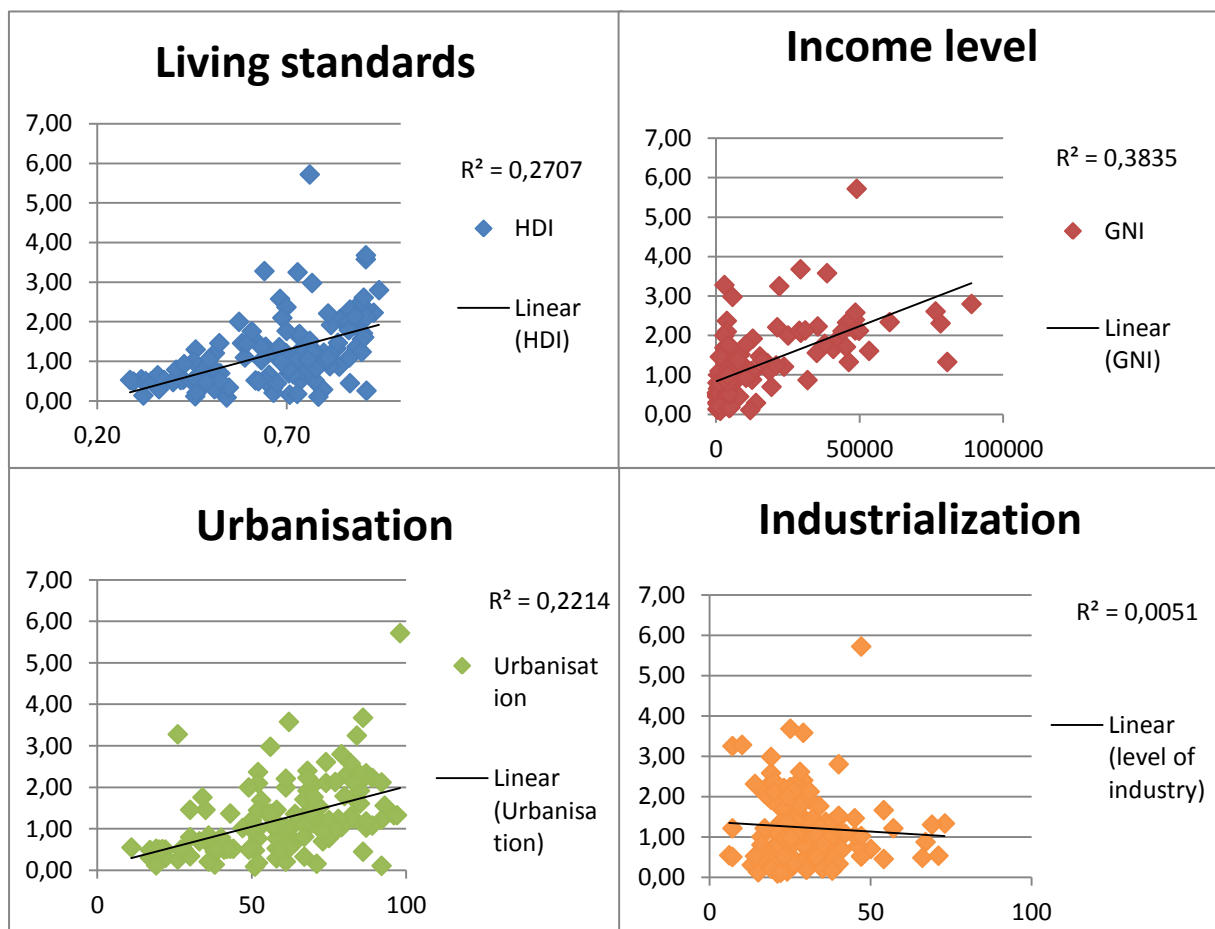 Living standards
7,00
6,00
5,00
4,00
3,00
2,00
1,00
0,00
0,20
0,70
R² = 0,2707
HDI
Linear
(HDI)
Income level
7,00
6,00
5,00
4,00
3,00
2,00
1,00
0,00
0
50000
100000
R² = 0,3835
GNI
Linear
(GNI)
Urbanisation
7,00
6,00
5,00
4,00
3,00
2,00
1,00
0,00
0
50
100
R² = 0,2214
Urbanisat
ion
Linear
(Urbanisa
tion)
Industrialization
7,00
6,00
5,00
4,00
3,00
2,00
1,00
0,00
0
50
100
R² = 0,0051
Linear
(level of
industry)